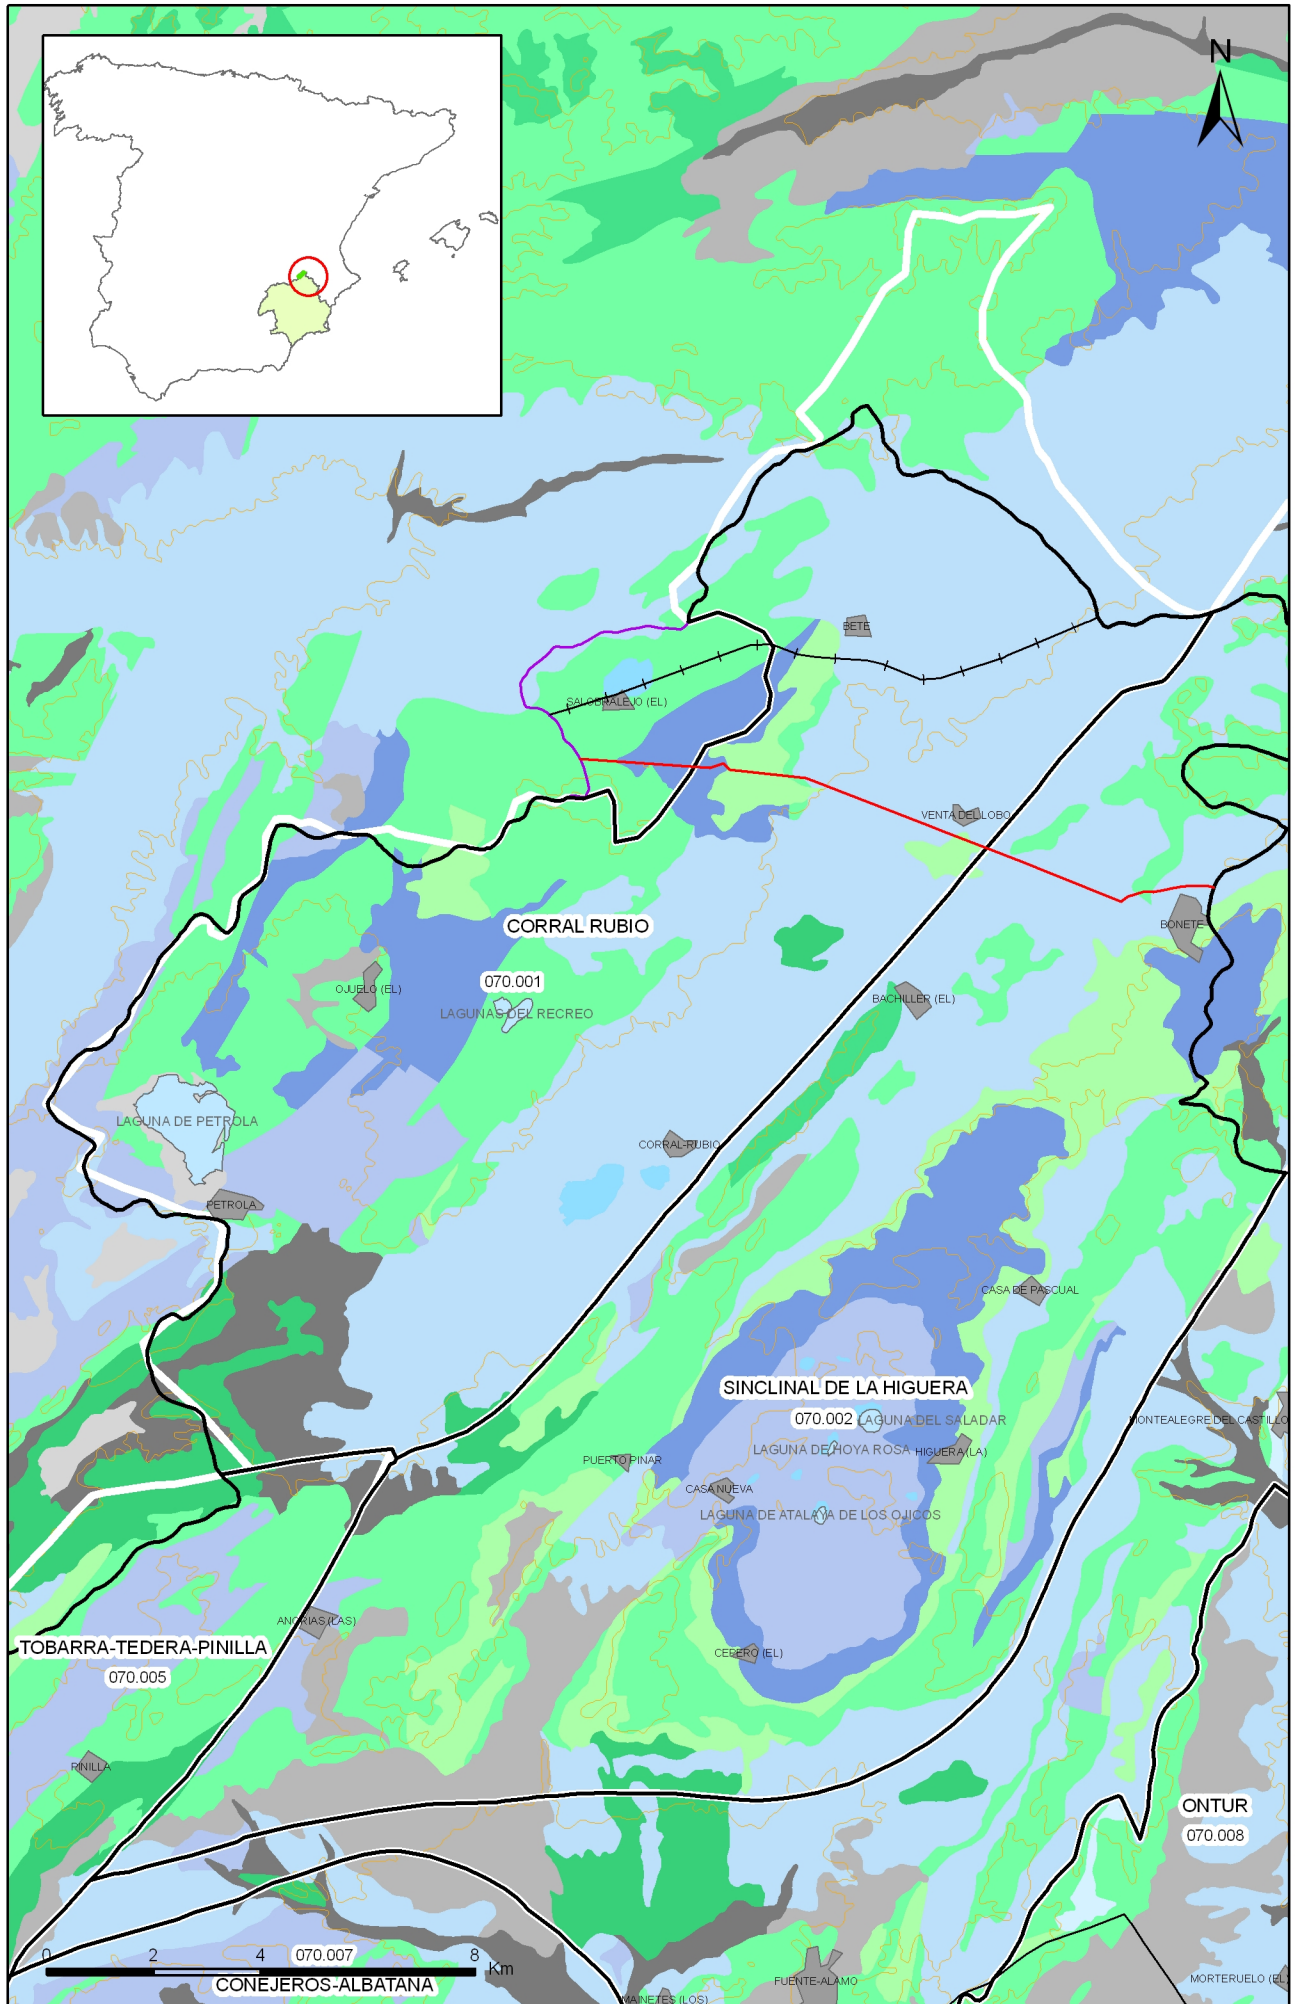 N
BETE
SALOBRALEJO (EL)
VENTA DEL LOBO
BONETE
CORRAL RUBIO
070.001
OJUELO (EL)
LAGUNAS DEL RECREO
BACHILLER (EL)
LAGUNA DE PETROLA
CORRAL-RUBIO
PETROLA
CASA DE PASCUAL
SINCLINAL DE LA HIGUERA
070.002
LAGUNA DEL SALADAR
MONTEALEGRE DEL CASTILLO
LAGUNA DE HOYA ROSA
HIGUERA (LA)
PUERTO PINAR
CASA NUEVA
LAGUNA DE ATALAYA DE LOS OJICOS
ANORIAS (LAS)
TOBARRA-TEDERA-PINILLA
070.005
CEPERO (EL)
PINILLA
ONTUR
070.008
0 2 4 8 Km
070.007
CONEJEROS-ALBATANA
FUENTE-ALAMO
MORTERUELO (EL)
MAINETES (LOS)